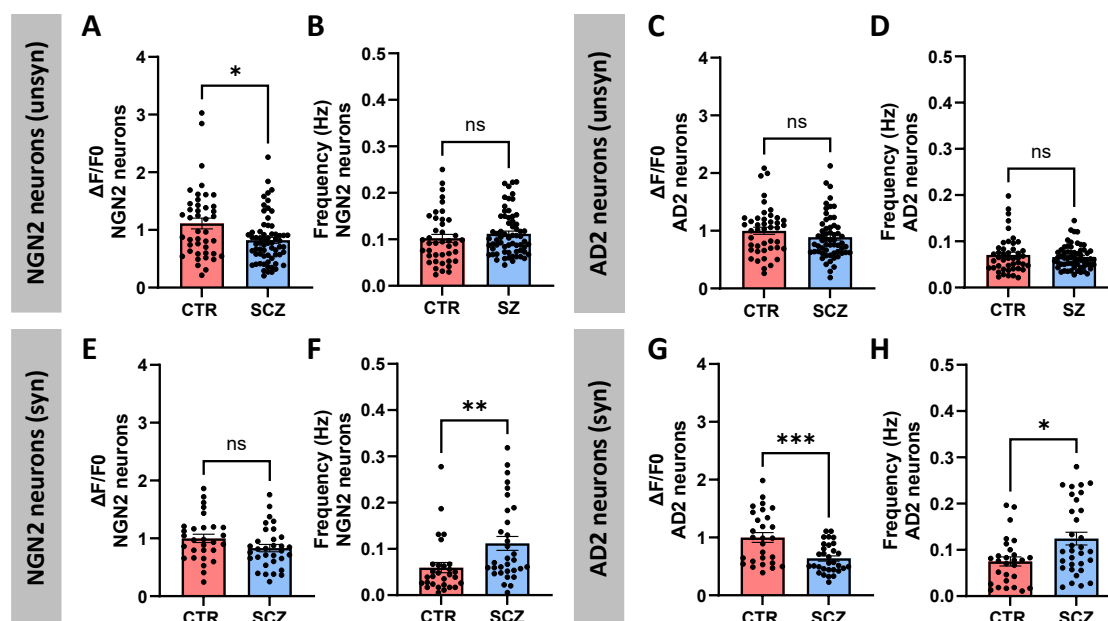 NGN2 neurons (unsyn)
A
ΔF/F0
NGN2 neurons
4
3
2
1
0
*
CTR
SCZ
B
Frequency (Hz)
NGN2 neurons
0.5
0.4
0.3
0.2
0.1
0.0
ns
CTR
SZ
AD2 neurons (unsyn)
C
ΔF/F0
AD2 neurons
4
3
2
1
0
ns
CTR
SCZ
D
Frequency (Hz)
AD2 neurons
0.5
0.4
0.3
0.2
0.1
0.0
ns
CTR
SZ
NGN2 neurons (syn)
E
ΔF/F0
NGN2 neurons
4
3
2
1
0
ns
CTR
SCZ
F
Frequency (Hz)
NGN2 neurons
0.5
0.4
0.3
0.2
0.1
0.0
**
CTR
SCZ
AD2 neurons (syn)
G
ΔF/F0
AD2 neurons
4
3
2
1
0
***
CTR
SCZ
H
Frequency (Hz)
AD2 neurons
0.5
0.4
0.3
0.2
0.1
0.0
*
CTR
SCZ